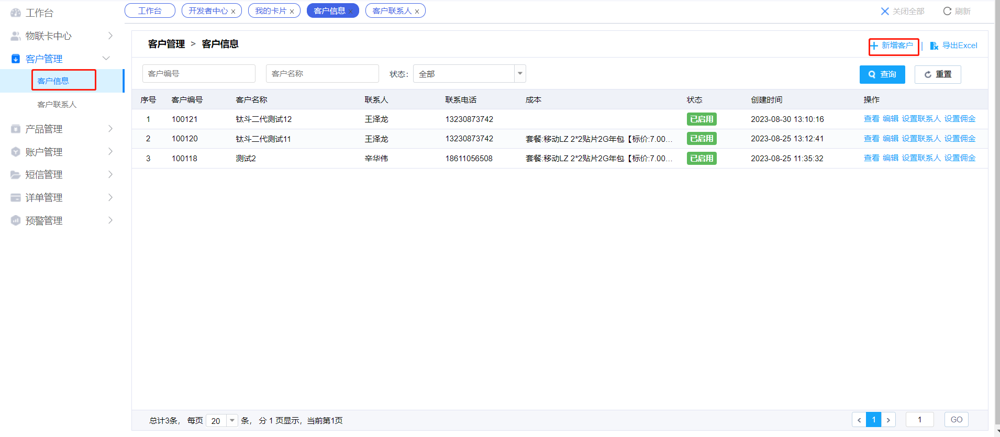 工作台
物联卡中心
客户管理
客户信息
客户联系人
产品管理
账户管理
短信管理
详单管理
预警管理
工作台 开发者中心 x 我的卡片 x 客户信息 x 客户联系人 x 关闭全部 刷新
客户管理 > 客户信息 新增客户 | 导出Excel
客户编号 客户名称 状态: 全部 查询 重置
序号 客户编号 客户名称 联系人 联系电话 成本 状态 创建时间 操作
1 100121 钛斗二代测试12 王泽龙 13230873742 已启用 2023-08-30 13:10:16 查看 编辑 设置联系人 设置佣金
2 100120 钛斗二代测试11 王泽龙 13230873742 套餐:移动LZ 2*2贴片2G年包【标价:7.00... 已启用 2023-08-25 13:12:41 查看 编辑 设置联系人 设置佣金
3 100118 测试2 辛华伟 18611056508 套餐:移动LZ 2*2贴片2G年包【标价:7.00... 已启用 2023-08-25 11:35:32 查看 编辑 设置联系人 设置佣金
总计3条， 每页 20 条， 分 1 页显示，当前第1页 < 1 > 1 GO